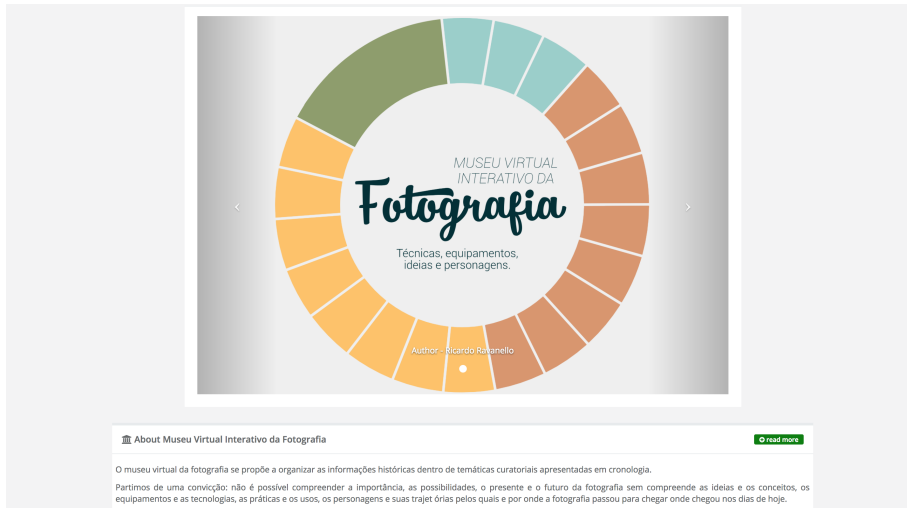 MUSEU VIRTUAL
INTERATIVO DA
Fotografia
Técnicas, equipamentos,
ideias e personagens.
Author - Ricardo Ravanello
About Museu Virtual Interativo da Fotografia
read more
O museu virtual da fotografia se propõe a organizar as informações históricas dentro de temáticas curatoriais apresentadas em cronologia.
Partimos de uma convicção: não é possível compreender a importância, as possibilidades, o presente e o futuro da fotografia sem compreende as ideias e os conceitos, os
equipamentos e as tecnologias, as práticas e os usos, os personagens e suas trajet órias pelos quais e por onde a fotografia passou para chegar onde chegou nos dias de hoje.